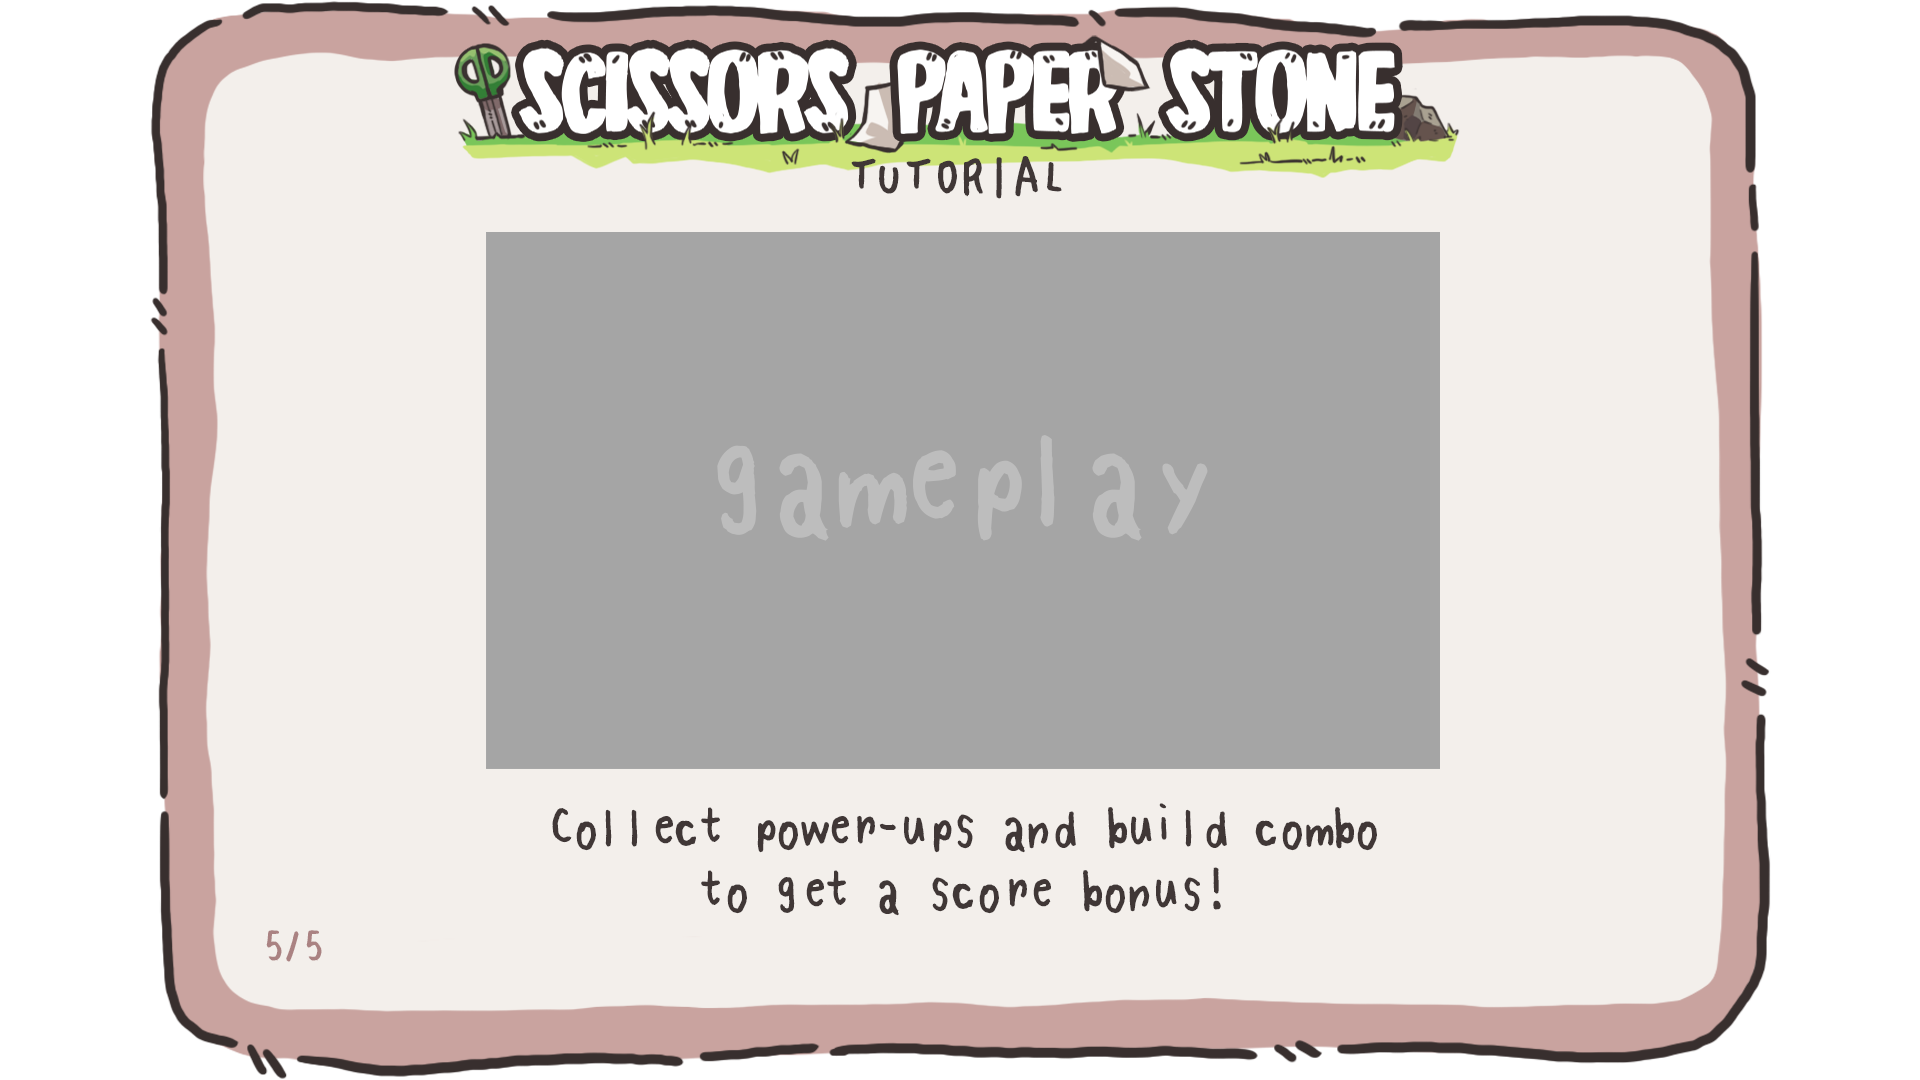 SCISSORS PAPER STONE
TUTORIAL
gameplay
Collect power-ups and build combo
to get a score bonus!
5/5